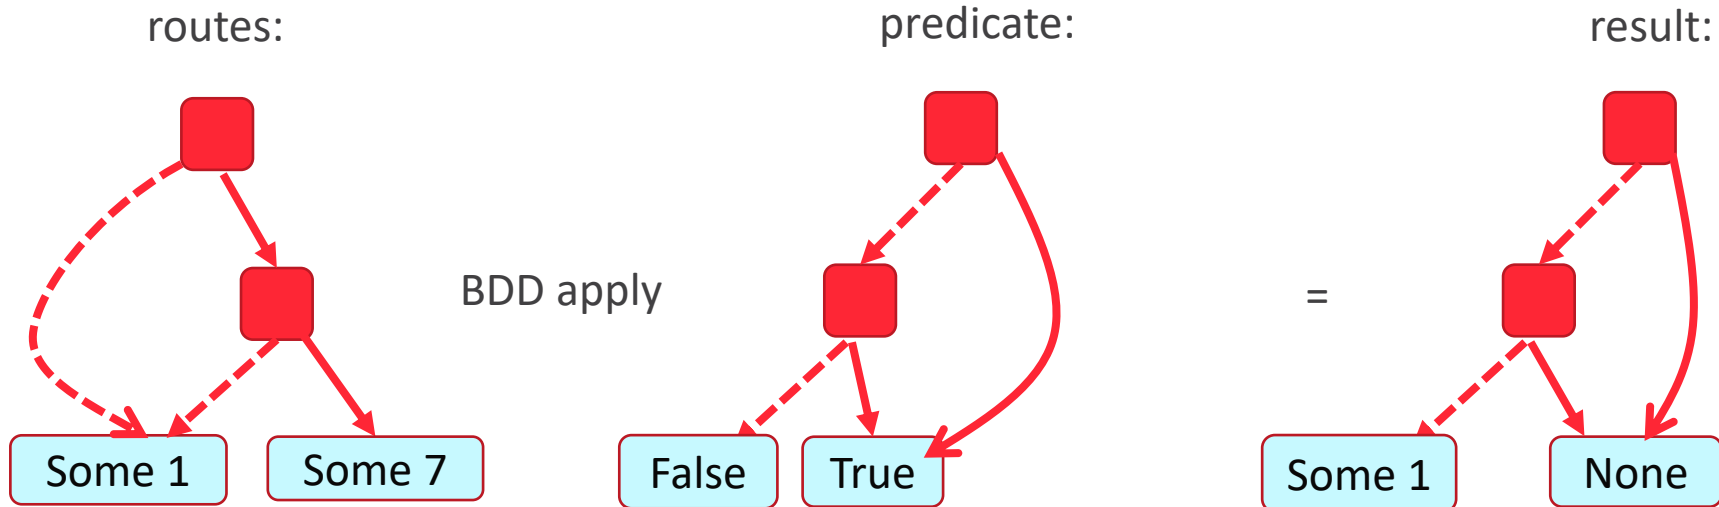 routes:
predicate:
result:
BDD apply
=
Some 1
Some 7
False
True
Some 1
None